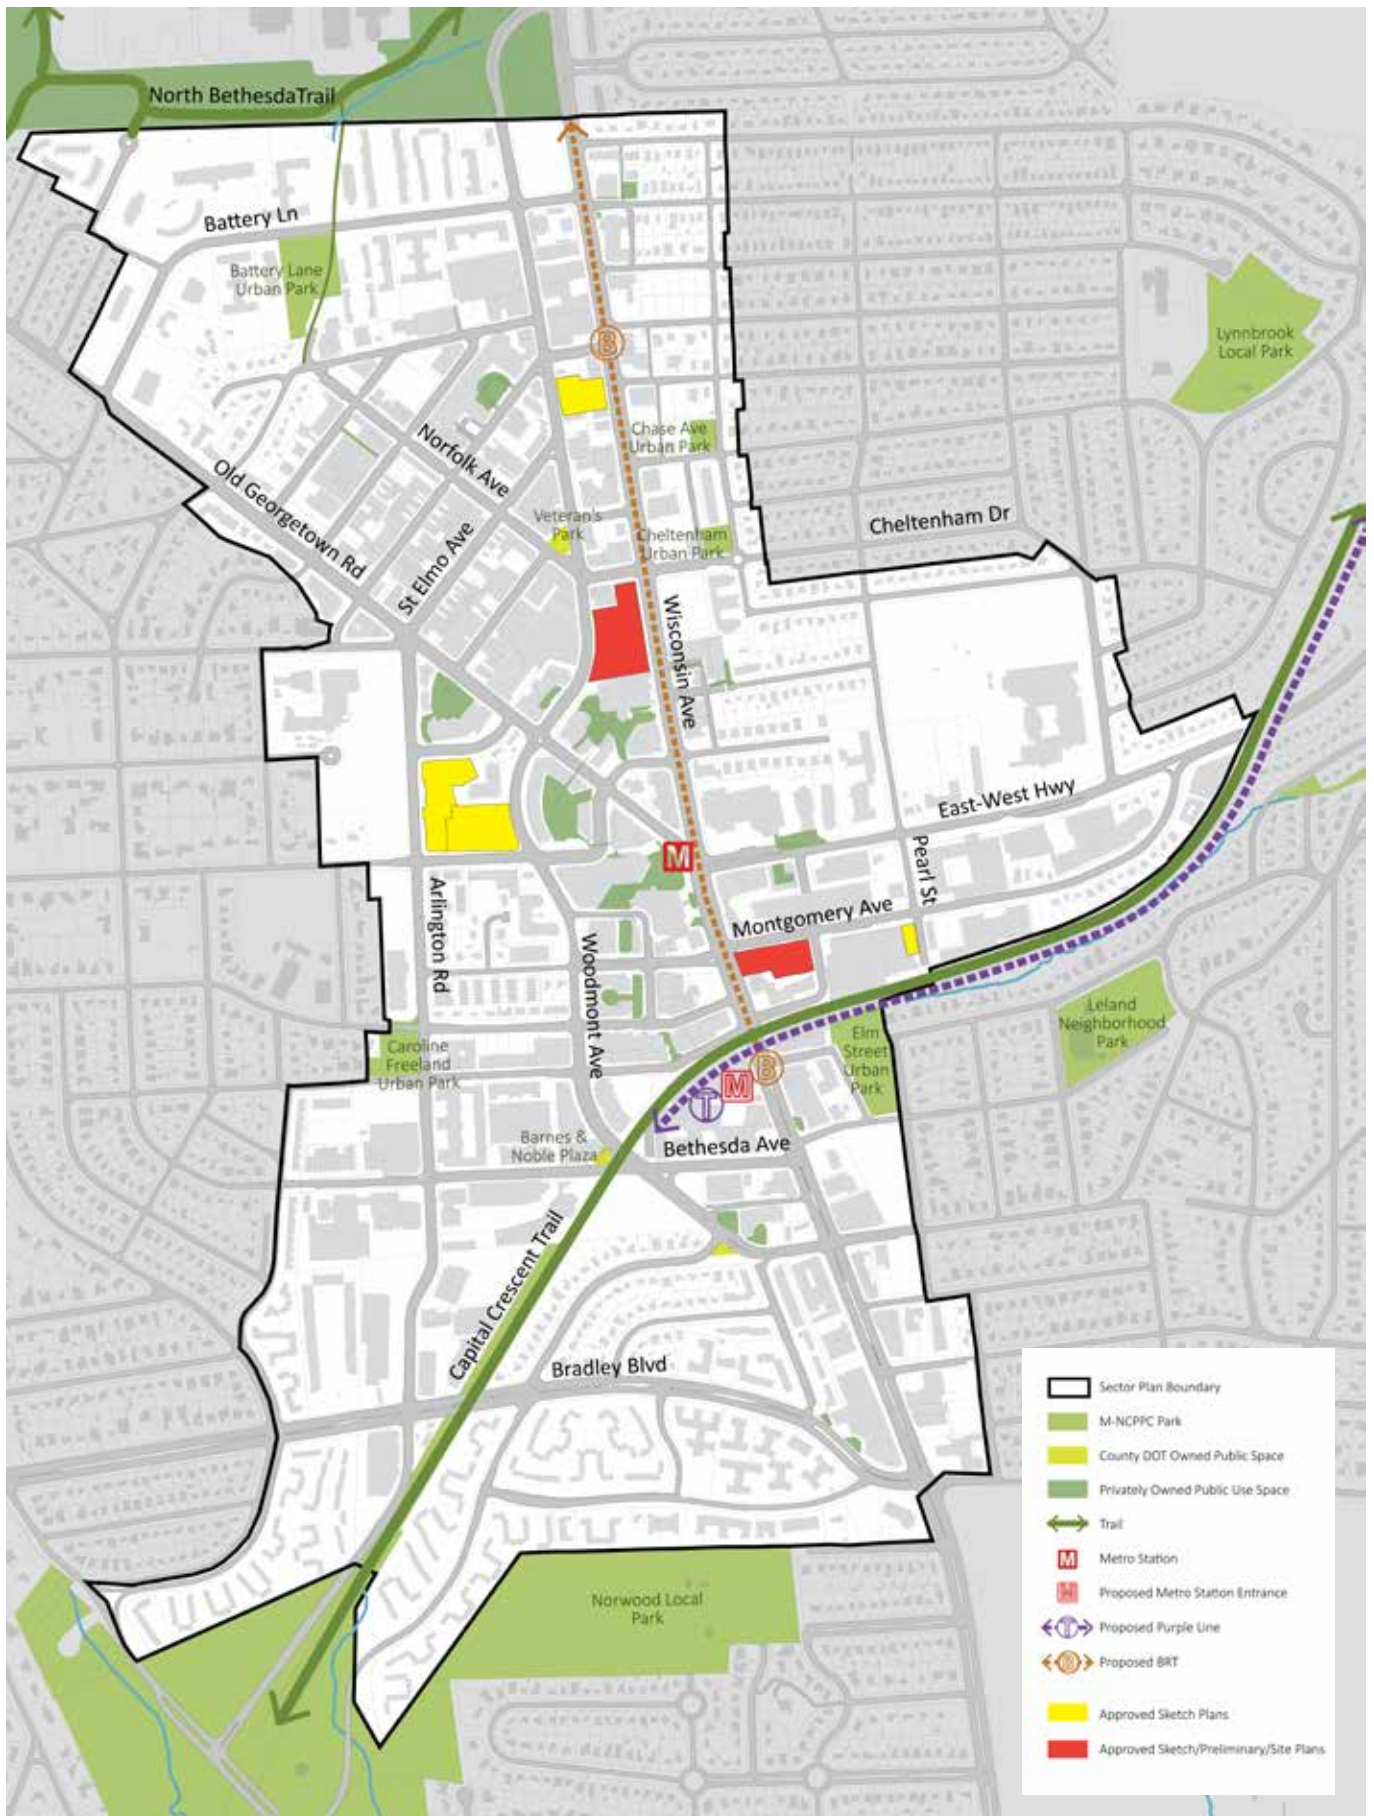 North BethesdaTrail
Battery Ln
Battery Lane
Urban Park
Lynnbrook
Local Park
B
Chase Ave
Urban Park
Norfolk Ave
Old Georgetown Rd
Veteran's
Park
Cheltenham Dr
Cheltenham
Urban Park
St Elmo Ave
Wisconsin Ave
East-West Hwy
M
Pearl St
Arlington Rd
Montgomery Ave
Woodmont Ave
Leland
Neighborhood
Park
Elm
Street
Urban
Park
Caroline
Freeland
Urban Park
B
M
T
Barnes &
Noble Plaza
Bethesda Ave
Capital Crescent Trail
Bradley Blvd
Norwood Local
Park
Sector Plan Boundary
M-NCPPC Park
County DOT Owned Public Space
Privately Owned Public Use Space
Trail
M Metro Station
M Proposed Metro Station Entrance
T Proposed Purple Line
B Proposed BRT
Approved Sketch Plans
Approved Sketch/Preliminary/Site Plans